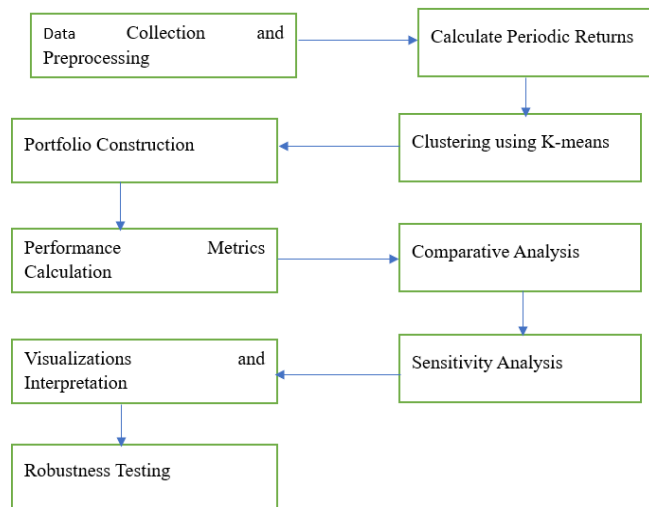 Data Collection and
Preprocessing
Calculate Periodic Returns
Clustering using K-means
Portfolio Construction
Performance Metrics
Calculation
Comparative Analysis
Sensitivity Analysis
Visualizations and
Interpretation
Robustness Testing